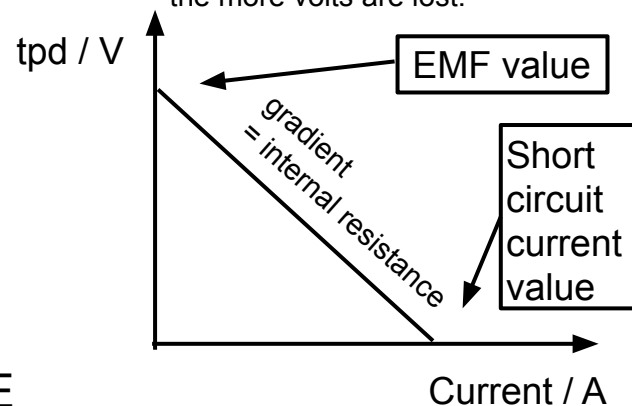 the more volts are lost.
tpd / V
EMF value
gradient
= internal resistance
Short
circuit
current
value
E
Current / A